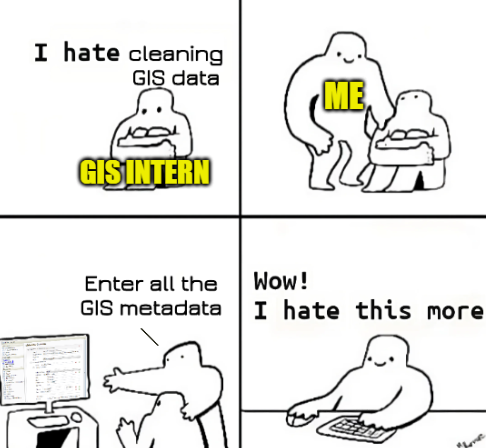 I hate cleaning
GIS data
GIS INTERN
ME
Enter all the
GIS metadata
Wow!
I hate this more